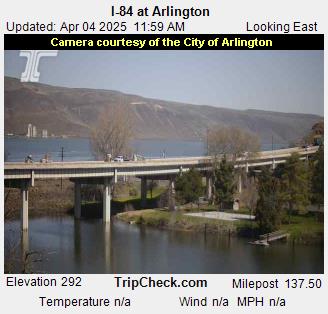 I-84 at Arlington
Updated: Apr 04 2025 11:59 AM Looking East
Camera courtesy of the City of Arlington
Elevation 292 TripCheck.com Milepost 137.50
Temperature n/a Wind n/a MPH n/a